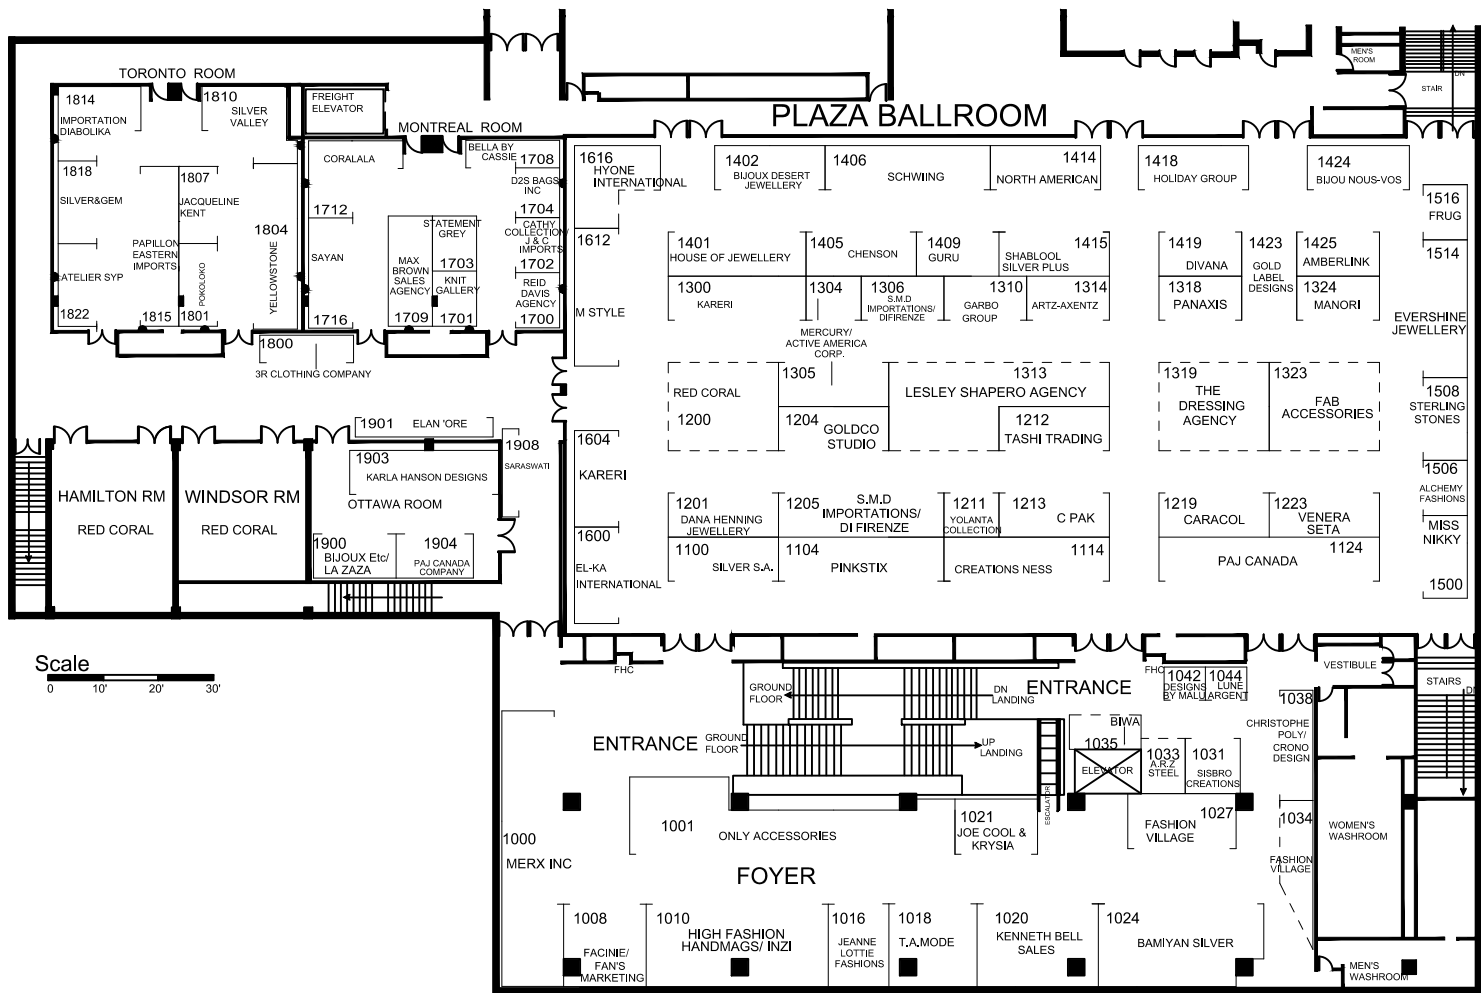 MEN'S
ROOM
DN
STAIR
TORONTO ROOM
1814
IMPORTATION
DIABOLIKA
1810
SILVER
VALLEY
1818
SILVER&GEM
1807
JACQUELINE
KENT
1804
YELLOWSTONE
PAPILLON
EASTERN
IMPORTS
ATELIER SYP
POKOLOKO
1822
1815
1801
FREIGHT
ELEVATOR
MONTREAL ROOM
CORALALA
BELLA BY
CASSIE
1708
D2S BAGS
INC
1712
1704
STATEMENT
GREY
CATHY
COLLECTION/
J & C
IMPORTS
SAYAN
MAX
BROWN
SALES
AGENCY
1703
KNIT
GALLERY
1702
REID
DAVIS
AGENCY
1716
1709
1701
1700
1800
3R CLOTHING COMPANY
PLAZA BALLROOM
1616
HYONE
INTERNATIONAL
1402
BIJOUX DESERT
JEWELLERY
1406
SCHWIING
1414
NORTH AMERICAN
1418
HOLIDAY GROUP
1424
BIJOU NOUS-VOS
1516
FRUG
1612
M STYLE
1401
HOUSE OF JEWELLERY
1405
CHENSON
1409
GURU
1415
SHABLOOL
SILVER PLUS
1419
DIVANA
1423
GOLD
LABEL
DESIGNS
1425
AMBERLINK
1514
EVERSHINE
JEWELLERY
1300
KARERI
1304
MERCURY/
ACTIVE AMERICA
CORP.
1306
S.M.D
IMPORTATIONS/
DIFIRENZE
1310
GARBO
GROUP
1314
ARTZ-AXENTZ
1318
PANAXIS
1324
MANORI
RED CORAL
1200
1305
1313
LESLEY SHAPERO AGENCY
1204
GOLDCO
STUDIO
1212
TASHI TRADING
1319
THE
DRESSING
AGENCY
1323
FAB
ACCESSORIES
1508
STERLING
STONES
1901
ELAN 'ORE
1908
SARASWATI
1604
KARERI
1506
ALCHEMY
FASHIONS
HAMILTON RM
RED CORAL
WINDSOR RM
RED CORAL
1903
KARLA HANSON DESIGNS
OTTAWA ROOM
1900
BIJOUX Etc/
LA ZAZA
1904
PAJ CANADA
COMPANY
1600
EL-KA
INTERNATIONAL
1201
DANA HENNING
JEWELLERY
1205
S.M.D
IMPORTATIONS/
DI FIRENZE
1211
YOLANTA
COLLECTION
1213
C PAK
1219
CARACOL
1223
VENERA
SETA
MISS
NIKKY
1500
1100
SILVER S.A.
1104
PINKSTIX
1114
CREATIONS NESS
1124
PAJ CANADA
Scale
0 10' 20' 30'
FHC
FHC
GROUND
FLOOR
DN
LANDING
ENTRANCE
1042
DESIGNS
BY MALU
1044
LUNE
ARGENT
VESTIBULE
STAIRS
DN
ENTRANCE
GROUND
FLOOR
UP
LANDING
ESCALATOR
BIWA
1035
ELEVATOR
1033
A.R.Z
STEEL
1031
SISBRO
CREATIONS
1038
CHRISTOPHE
POLY/
CRONO
DESIGN
1000
MERX INC
1001
ONLY ACCESSORIES
1021
JOE COOL &
KRYSIA
1027
FASHION
VILLAGE
1034
FASHION
VILLAGE
WOMEN'S
WASHROOM
FOYER
1008
FACINIE/
FAN'S
MARKETING
1010
HIGH FASHION
HANDMAGS/ INZI
1016
JEANNE
LOTTIE
FASHIONS
1018
T.A.MODE
1020
KENNETH BELL
SALES
1024
BAMIYAN SILVER
MEN'S
WASHROOM